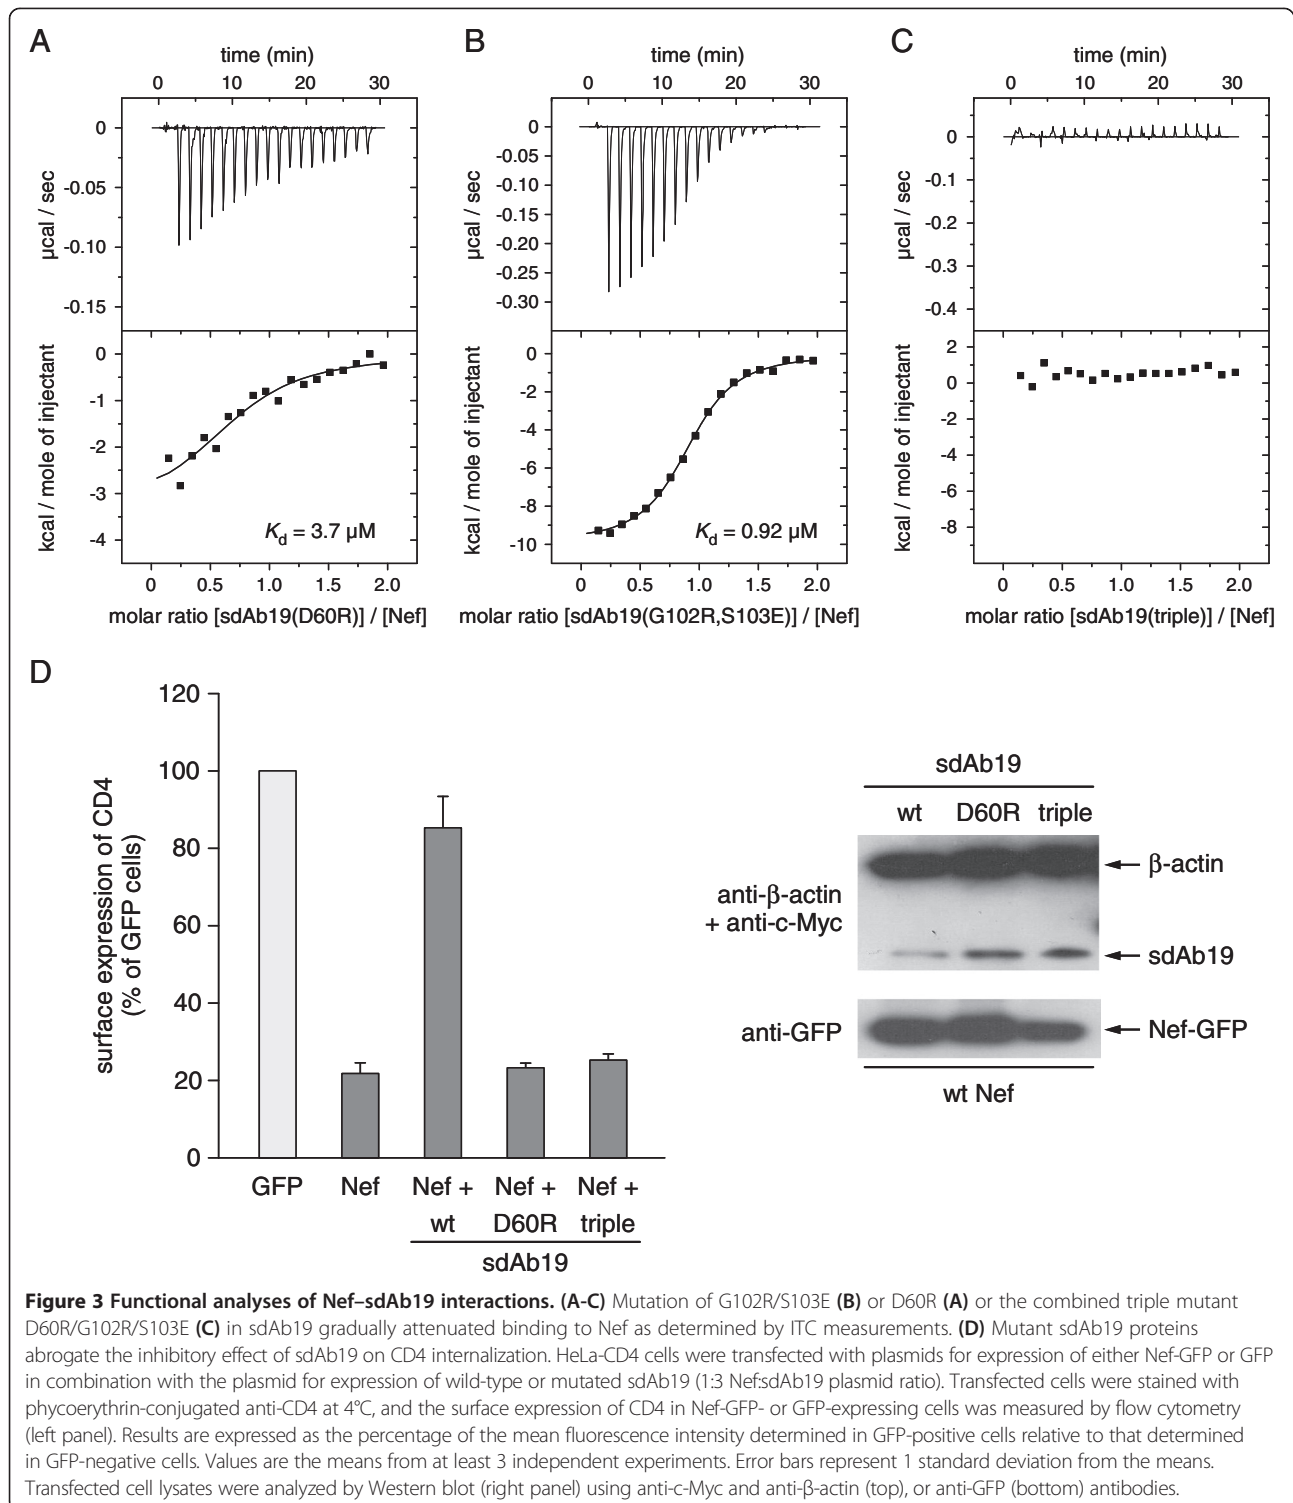 A
time (min)
0 10 20 30
0
-0.05
-0.10
-0.15
µcal / sec
0
-1
-2
-3
-4
kcal / mole of injectant
Kd = 3.7 µM
0 0.5 1.0 1.5 2.0
molar ratio [sdAb19(D60R)] / [Nef]
B
time (min)
0 10 20 30
0
-0.05
-0.10
-0.15
-0.20
-0.25
-0.30
µcal / sec
0
-2
-4
-6
-8
-10
kcal / mole of injectant
Kd = 0.92 µM
0 0.5 1.0 1.5 2.0
molar ratio [sdAb19(G102R,S103E)] / [Nef]
C
time (min)
0 10 20 30
0
-0.1
-0.2
-0.3
-0.4
µcal / sec
2
0
-2
-4
-6
-8
kcal / mole of injectant
0 0.5 1.0 1.5 2.0
molar ratio [sdAb19(triple)] / [Nef]
D
120
100
80
60
40
20
0
surface expression of CD4
(% of GFP cells)
GFP Nef Nef + Nef + Nef +
wt D60R triple
sdAb19
sdAb19
wt D60R triple
anti-β-actin
+ anti-c-Myc
β-actin
sdAb19
anti-GFP
Nef-GFP
wt Nef
Figure 3 Functional analyses of Nef–sdAb19 interactions. (A-C) Mutation of G102R/S103E (B) or D60R (A) or the combined triple mutant
D60R/G102R/S103E (C) in sdAb19 gradually attenuated binding to Nef as determined by ITC measurements. (D) Mutant sdAb19 proteins
abrogate the inhibitory effect of sdAb19 on CD4 internalization. HeLa-CD4 cells were transfected with plasmids for expression of either Nef-GFP or GFP
in combination with the plasmid for expression of wild-type or mutated sdAb19 (1:3 Nef:sdAb19 plasmid ratio). Transfected cells were stained with
phycoerythrin-conjugated anti-CD4 at 4°C, and the surface expression of CD4 in Nef-GFP- or GFP-expressing cells was measured by flow cytometry
(left panel). Results are expressed as the percentage of the mean fluorescence intensity determined in GFP-positive cells relative to that determined
in GFP-negative cells. Values are the means from at least 3 independent experiments. Error bars represent 1 standard deviation from the means.
Transfected cell lysates were analyzed by Western blot (right panel) using anti-c-Myc and anti-β-actin (top), or anti-GFP (bottom) antibodies.